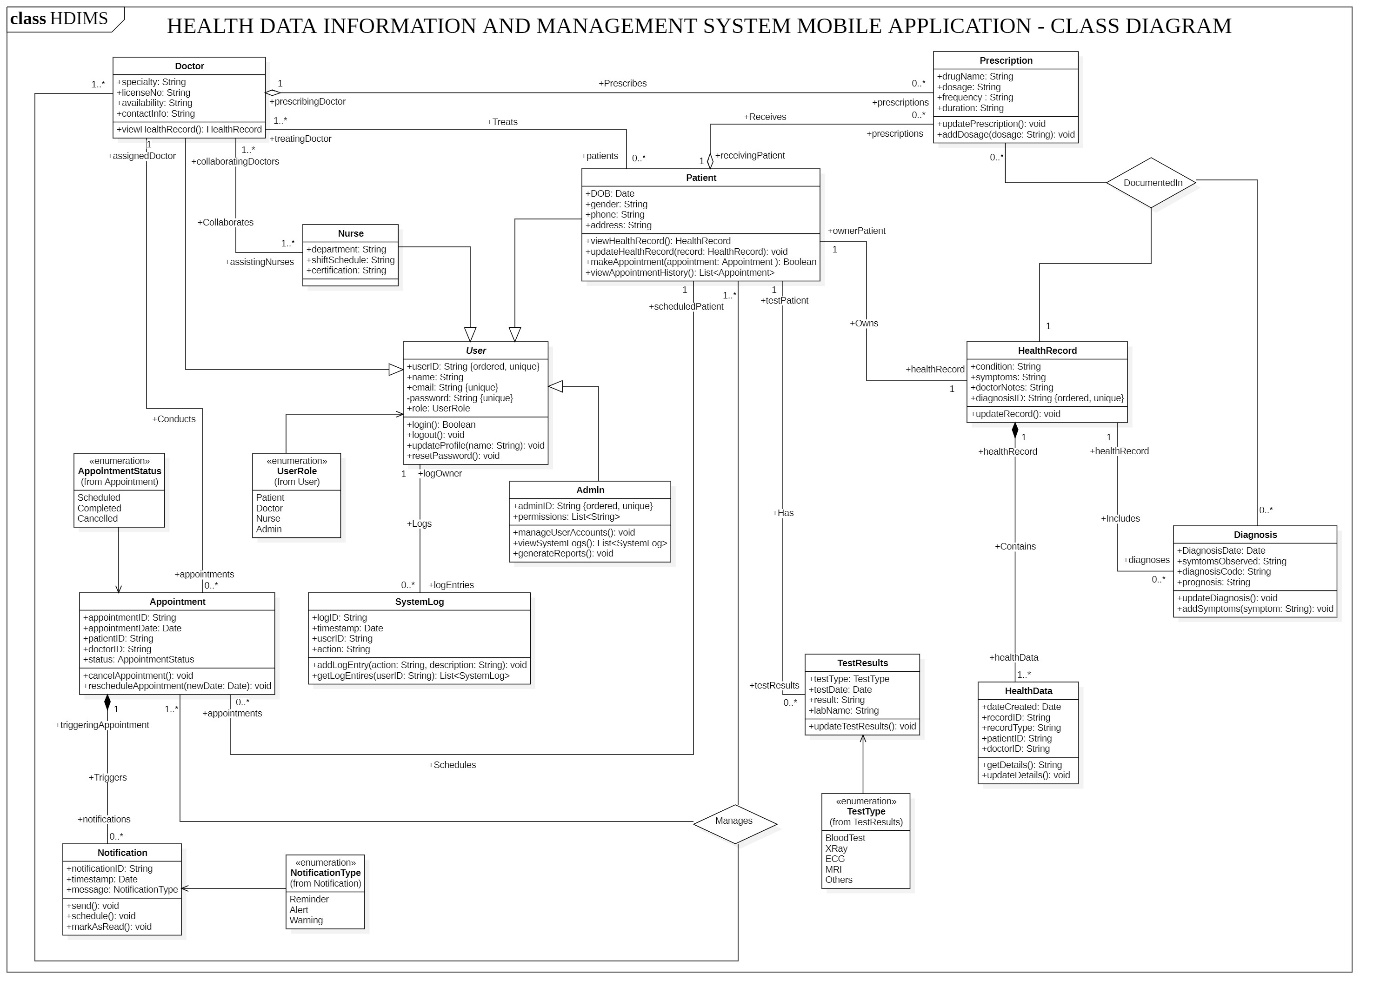 class HDIMS
HEALTH DATA INFORMATION AND MANAGEMENT SYSTEM MOBILE APPLICATION - CLASS DIAGRAM
Doctor
+specialty: String
+licenseNo: String
+availability: String
+contactInfo: String
+viewHealthRecord(): HealthRecord
1..*
1
+prescribingDoctor
+Prescribes
0..*
+prescriptions
1..*
+treatingDoctor
+Treats
+patients
0..*
Prescription
+drugName: String
+dosage: String
+frequency : String
+duration: String
+updatePrescription(): void
+addDosage(dosage: String): void
+Receives
0..*
+prescriptions
1
+receivingPatient
0..*
DocumentedIn
1
+assignedDoctor
1..*
+collaboratingDoctors
+Collaborates
1..*
+assistingNurses
Nurse
+department: String
+shiftSchedule: String
+certification: String
Patient
+DOB: Date
+gender: String
+phone: String
+address: String
+viewHealthRecord(): HealthRecord
+updateHealthRecord(record: HealthRecord): void
+makeAppointment(appointment: Appointment ): Boolean
+viewAppointmentHistory(): List<Appointment>
+ownerPatient
1
+Owns
+healthRecord
1
1
+scheduledPatient
1..*
1
+testPatient
1
User
+userID: String {ordered, unique}
+name: String
+email: String {unique}
-password: String {unique}
+role: UserRole
+login(): Boolean
+logout(): void
+updateProfile(name: String): void
+resetPassword(): void
HealthRecord
+condition: String
+symptoms: String
+doctorNotes: String
+diagnosisID: String {ordered, unique}
+updateRecord(): void
1
+healthRecord
1
+healthRecord
+Conducts
«enumeration»
AppointmentStatus
(from Appointment)
Scheduled
Completed
Cancelled
«enumeration»
UserRole
(from User)
Patient
Doctor
Nurse
Admin
1
+logOwner
+Logs
0..*
+logEntries
Admin
+adminID: String {ordered, unique}
+permissions: List<String>
+manageUserAccounts(): void
+viewSystemLogs(): List<SystemLog>
+generateReports(): void
+Has
+Contains
+Includes
+diagnoses
0..*
0..*
Diagnosis
+DiagnosisDate: Date
+symtomsObserved: String
+diagnosisCode: String
+prognosis: String
+updateDiagnosis(): void
+addSymptoms(symptom: String): void
+appointments
0..*
Appointment
+appointmentID: String
+appointmentDate: Date
+patientID: String
+doctorID: String
+status: AppointmentStatus
+cancelAppointment(): void
+rescheduleAppointment(newDate: Date): void
SystemLog
+logID: String
+timestamp: Date
+userID: String
+action: String
+addLogEntry(action: String, description: String): void
+getLogEntires(userID: String): List<SystemLog>
+testResults
0..*
TestResults
+testType: TestType
+testDate: Date
+result: String
+labName: String
+updateTestResults(): void
+healthData
1..*
HealthData
+dateCreated: Date
+recordID: String
+recordType: String
+patientID: String
+doctorID: String
+getDetails(): String
+updateDetails(): void
1
+triggeringAppointment
1..*
0..*
+appointments
+Schedules
+Triggers
+notifications
0..*
Manages
«enumeration»
TestType
(from TestResults)
BloodTest
XRay
ECG
MRI
Others
Notification
+notificationID: String
+timestamp: Date
+message: NotificationType
+send(): void
+schedule(): void
+markAsRead(): void
«enumeration»
NotificationType
(from Notification)
Reminder
Alert
Warning